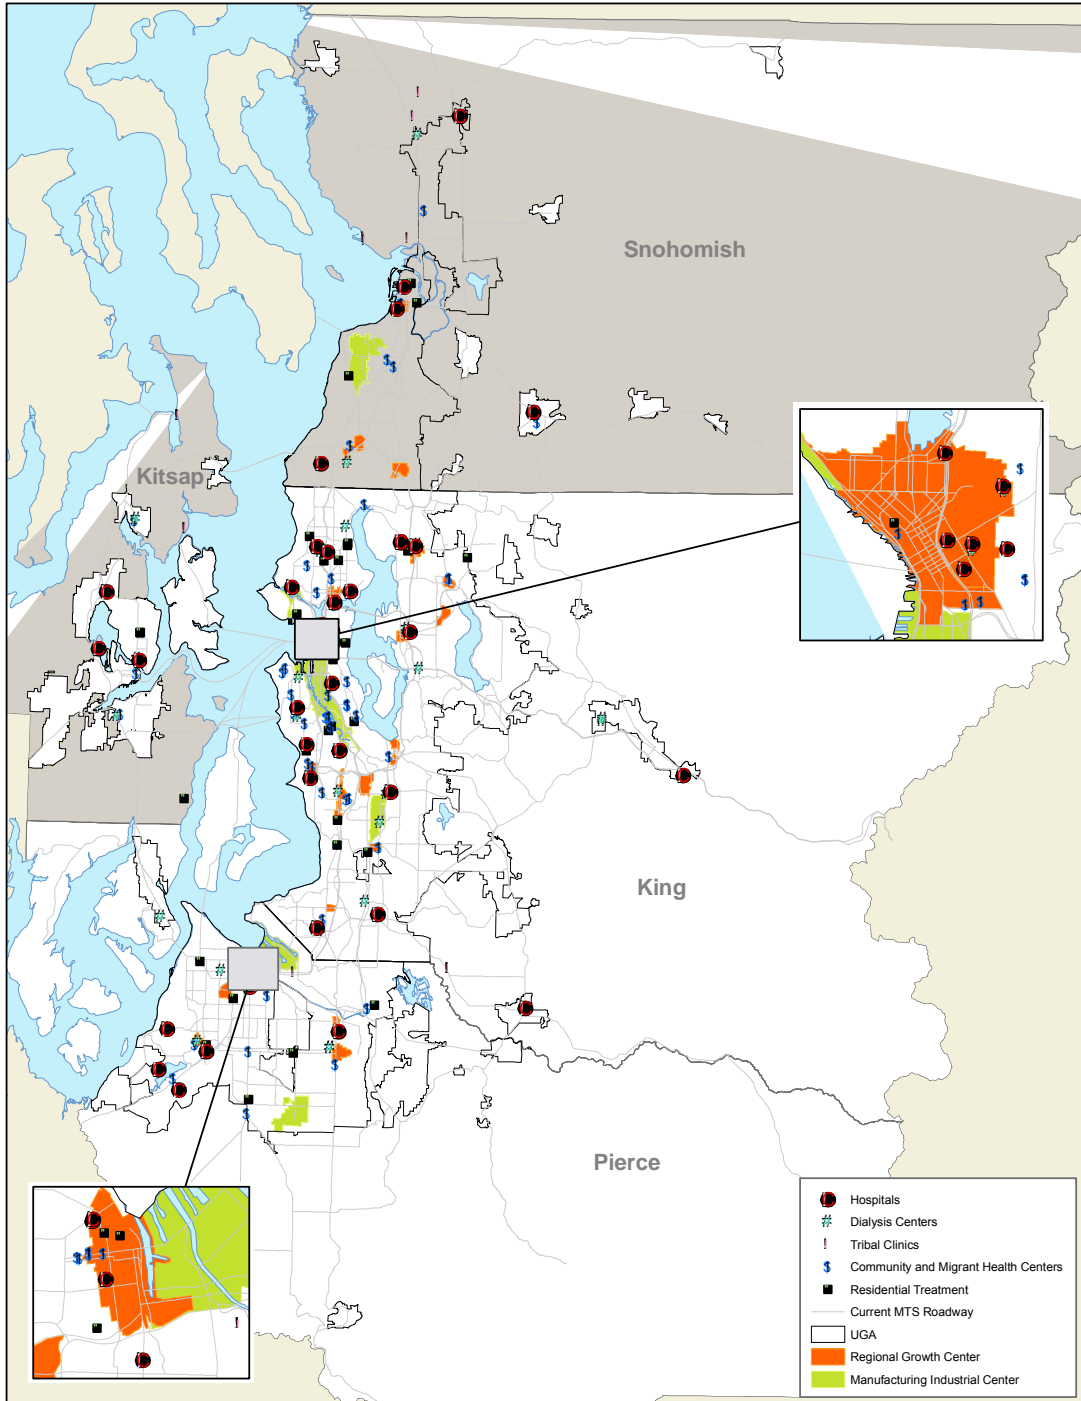 Snohomish
Kitsap
King
Pierce
Hospitals
Dialysis Centers
Tribal Clinics
Community and Migrant Health Centers
Residential Treatment
Current MTS Roadway
UGA
Regional Growth Center
Manufacturing Industrial Center